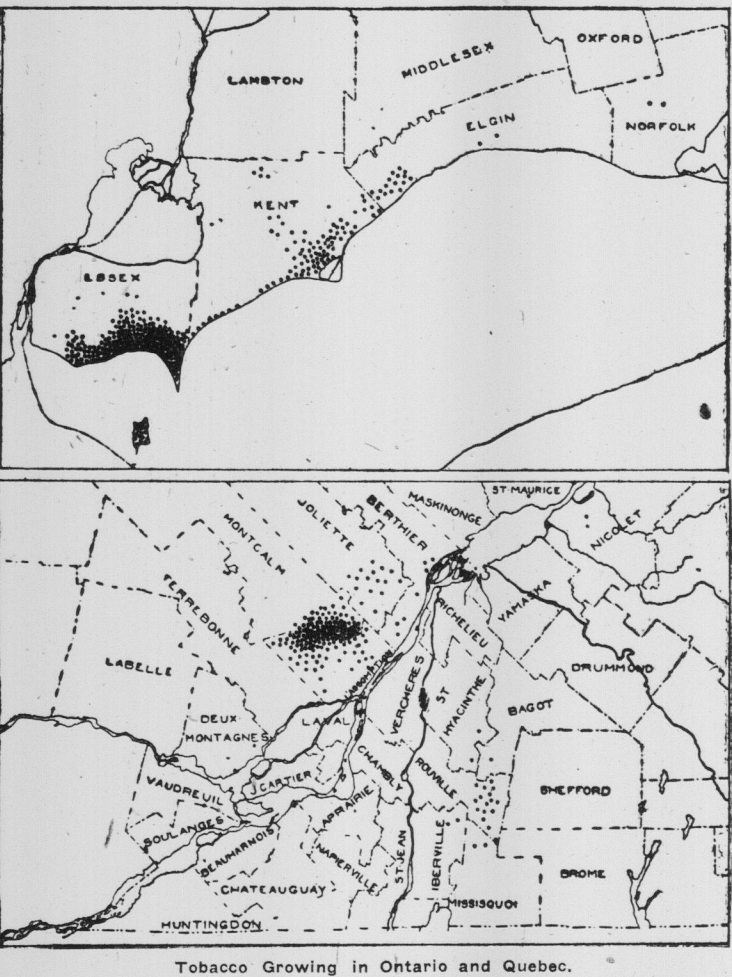 OXFORD
MIDDLESEX
LAMBTON
ELGIN
NORFOLK
KENT
ESSEX
ST MAURICE
MASKINONGE
BERTHIER
JOLIETTE
NICOLET
MONTCALM
YAMASKA
TERREBONNE
RICHELIEU
LABELLE
DRUMMOND
L'ASSOMPTION
VERCHERES
ST HYACINTHE
BAGOT
DEUX
MONTAGNES
LAVAL
CHAMBLY
ROUVILLE
VAUDREUIL
J. CARTIER
SHEFFORD
LAPRAIRIE
SOULANGES
BEAUHARNOIS
NAPIERVILLE
ST JEAN
IBERVILLE
BROME
CHATEAUGUAY
MISSISQUOI
HUNTINGDON
Tobacco Growing in Ontario and Quebec.